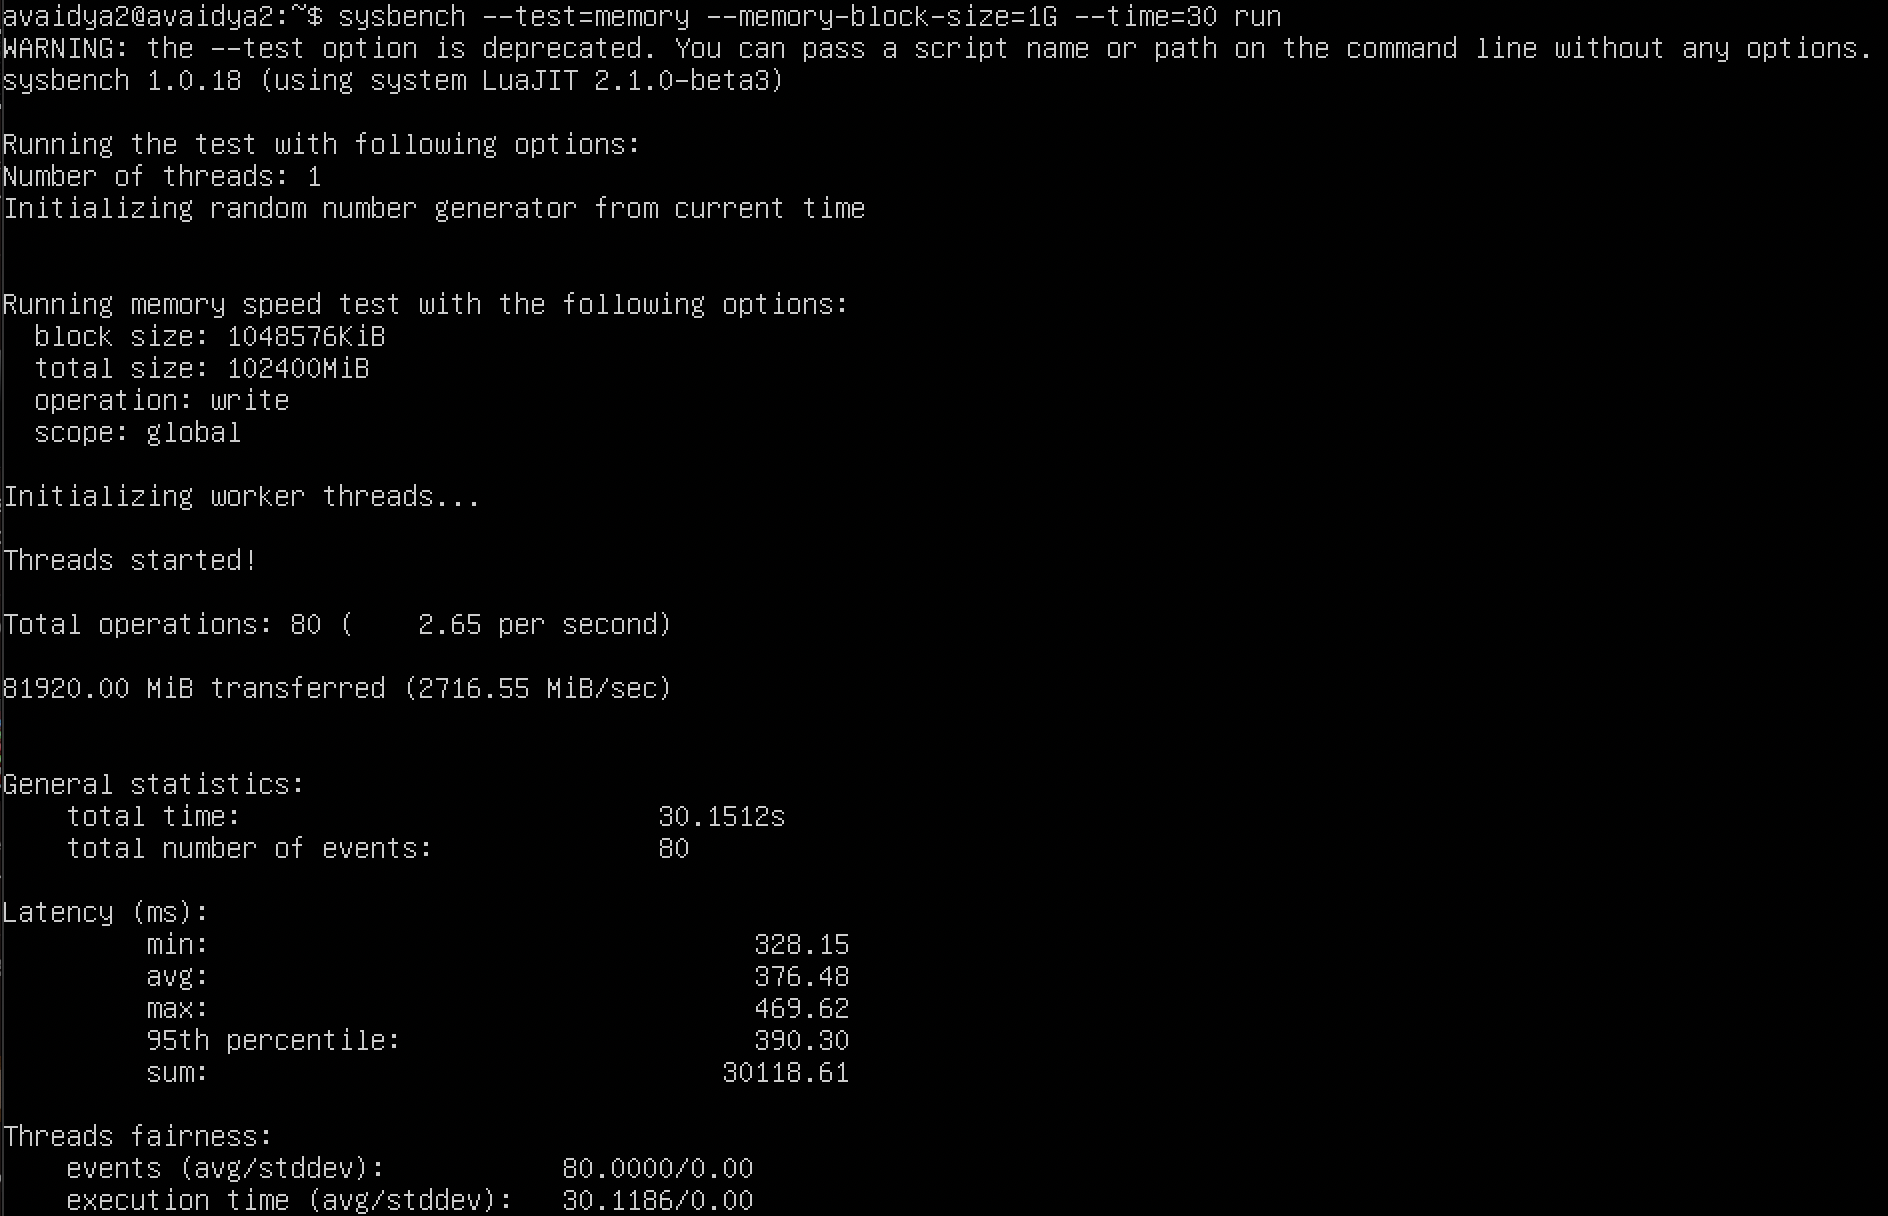 avaidya2@avaidya2:~$ sysbench --test=memory --memory-block-size=1G --time=30 run
WARNING: the --test option is deprecated. You can pass a script name or path on the command line without any options.
sysbench 1.0.18 (using system LuaJIT 2.1.0-beta3)
Running the test with following options:
Number of threads: 1
Initializing random number generator from current time
Running memory speed test with the following options:
block size: 1048576KiB
total size: 102400MiB
operation: write
scope: global
Initializing worker threads...
Threads started!
Total operations: 80 (    2.65 per second)
81920.00 MiB transferred (2716.55 MiB/sec)
General statistics:
total time: 30.1512s
total number of events: 80
Latency (ms):
min: 328.15
avg: 376.48
max: 469.62
95th percentile: 390.30
sum: 30118.61
Threads fairness:
events (avg/stddev): 80.0000/0.00
execution time (avg/stddev): 30.1186/0.00